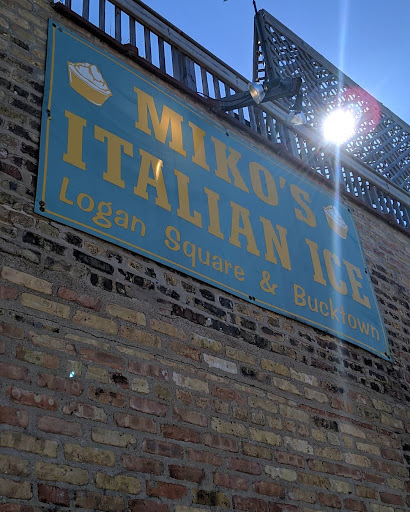 MIKO'S
ITALIAN ICE
Logan Square & Bucktown